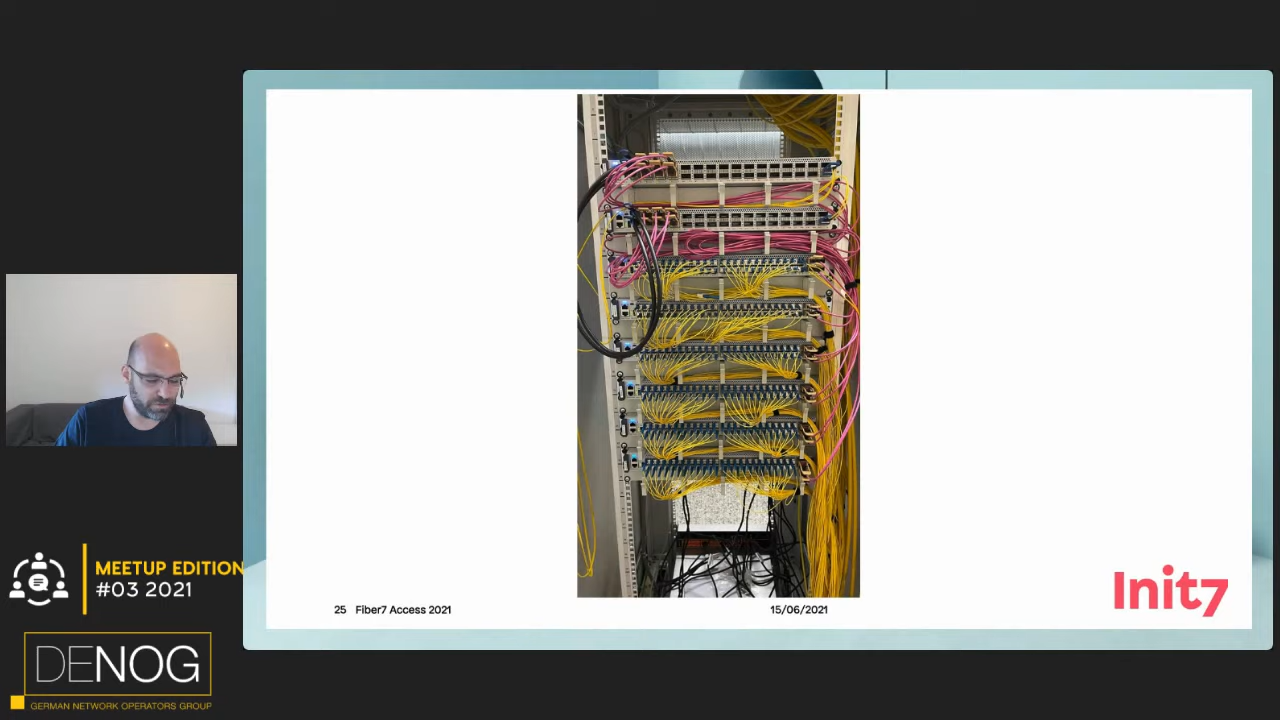 MEETUP EDITION
#03 2021
DENOG
GERMAN NETWORK OPERATORS GROUP
25 Fiber7 Access 2021
15/06/2021
Init7